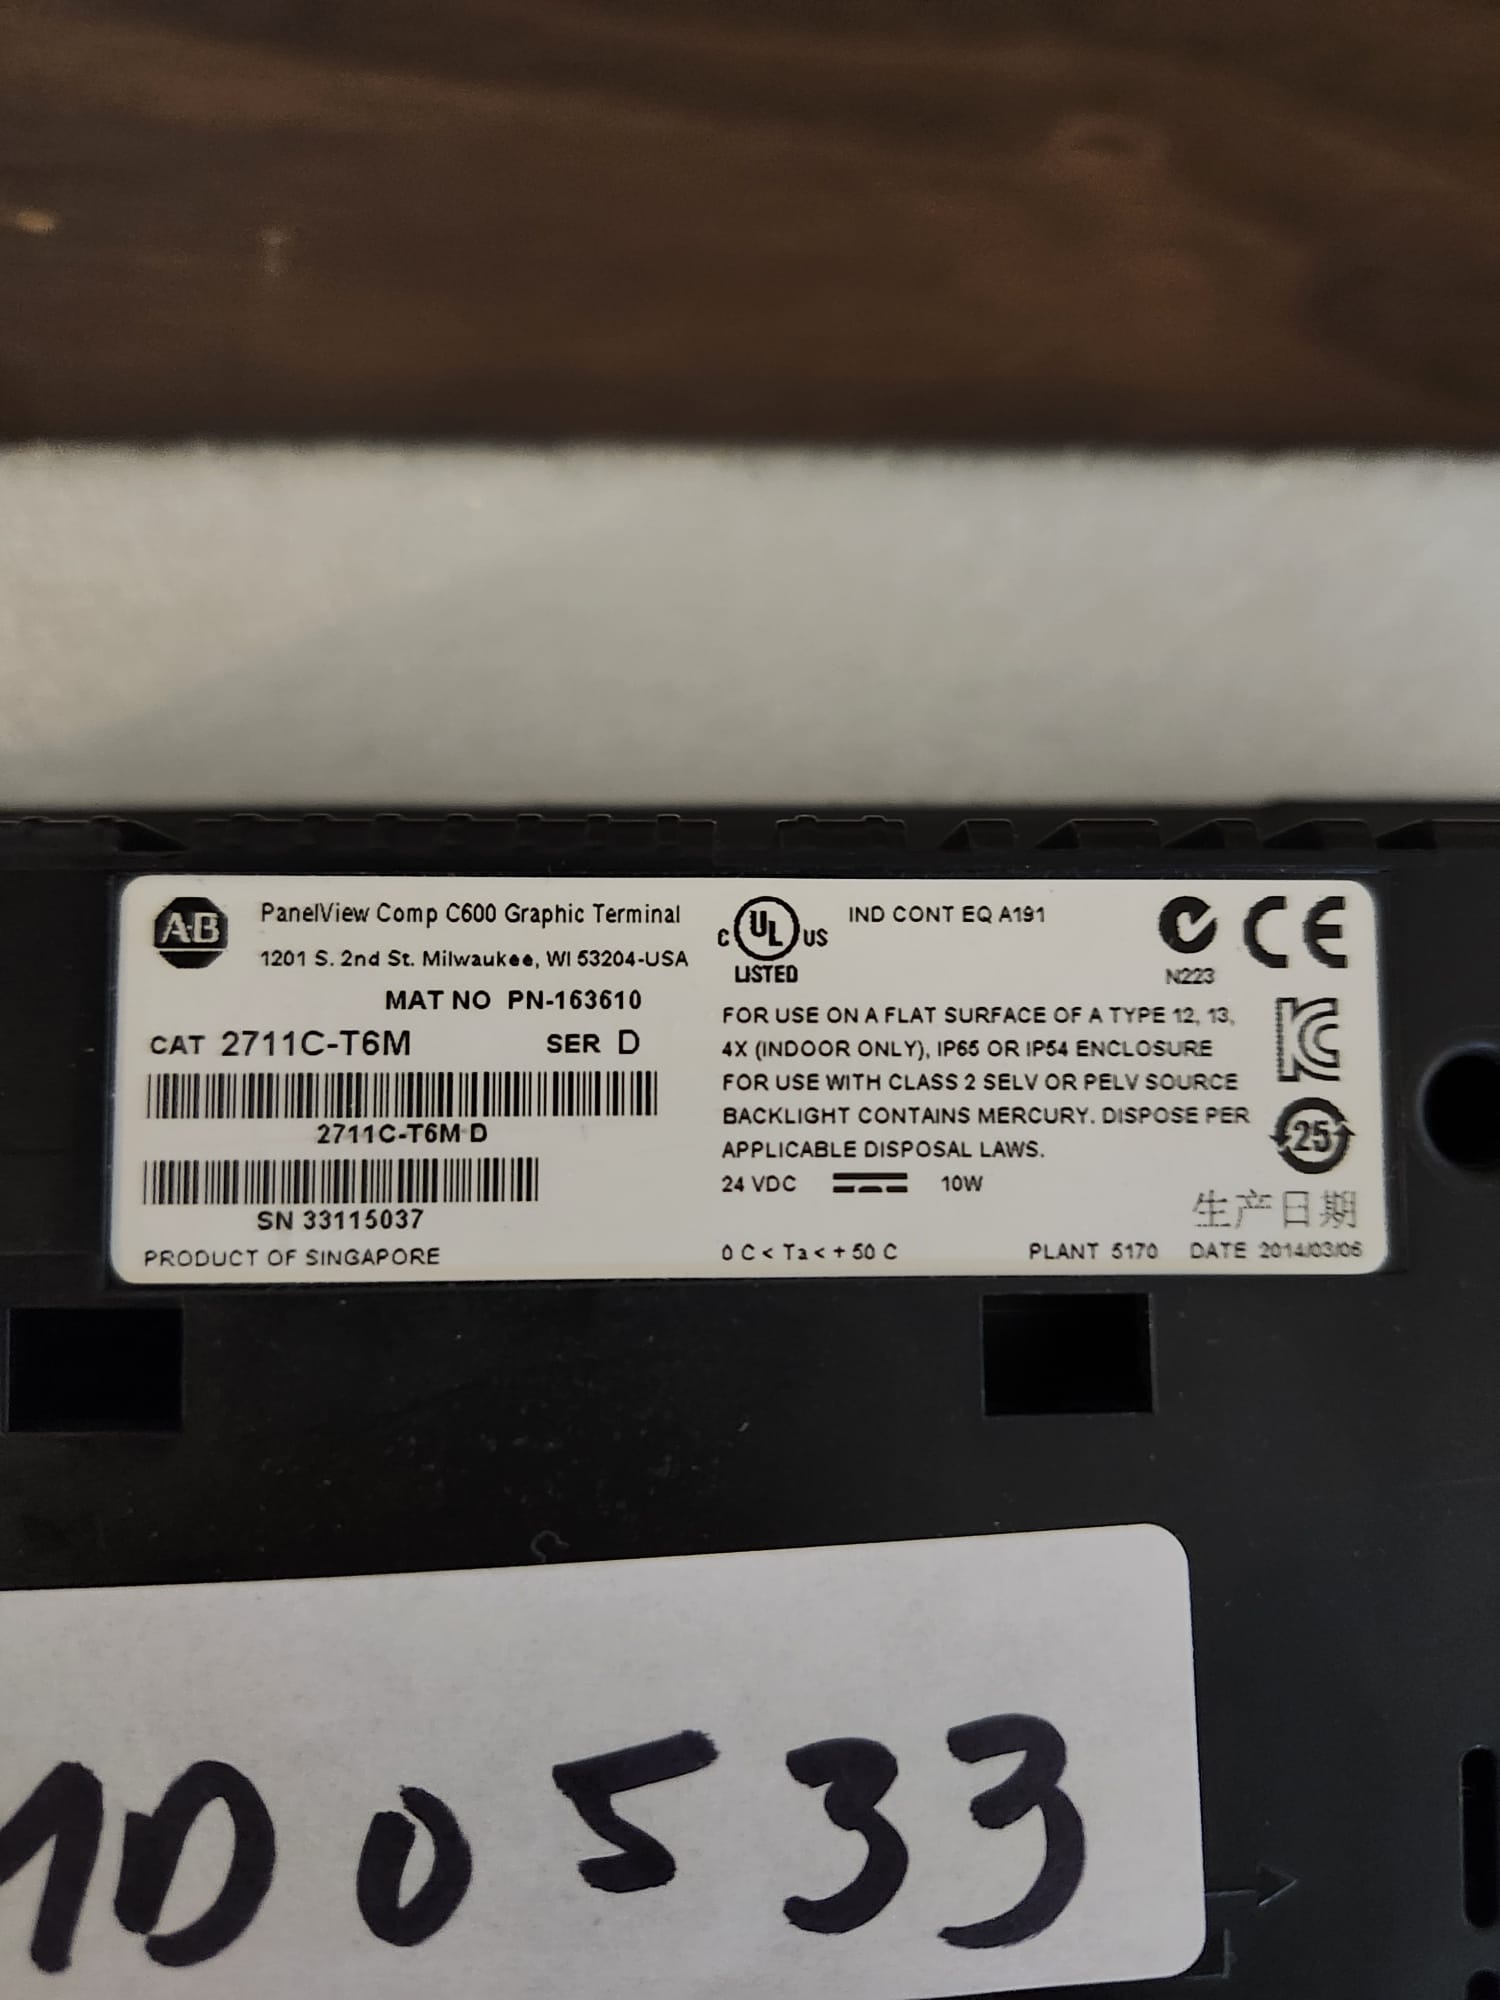 AB
PanelView Comp C600 Graphic Terminal
1201 S. 2nd St. Milwaukee, WI 53204-USA
MAT NO PN-163610
CAT 2711C-T6M SER D
2711C-T6M D
SN 33115037
PRODUCT OF SINGAPORE
C UL US
LISTED
IND CONT EQ A191
N223
CE
FOR USE ON A FLAT SURFACE OF A TYPE 12, 13,
4X (INDOOR ONLY), IP65 OR IP54 ENCLOSURE
FOR USE WITH CLASS 2 SELV OR PELV SOURCE
BACKLIGHT CONTAINS MERCURY. DISPOSE PER
APPLICABLE DISPOSAL LAWS.
24 VDC 10W
0 C < Ta < + 50 C
PLANT 5170
KC
25
生产日期
DATE 2014/03/06
1D0533